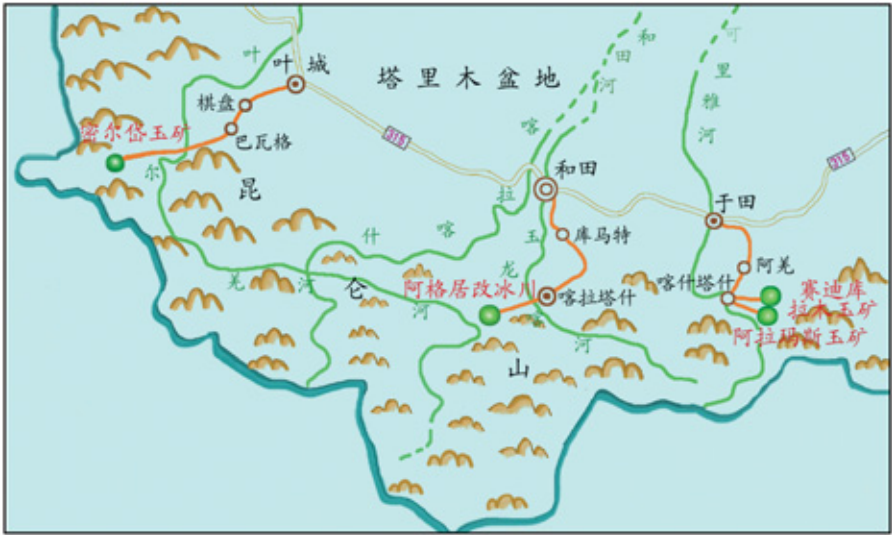 叶城
塔里木盆地
和田河
可里雅河
棋盘
巴瓦格
密尔岱玉矿
叶尔羌河
315
315
昆仑山
喀拉喀什河
和田
玉龙喀河
于田
库马特
阿羌
喀什塔什
阿格居改冰川
喀拉塔什
赛迪库
拉木玉矿
阿拉玛斯玉矿